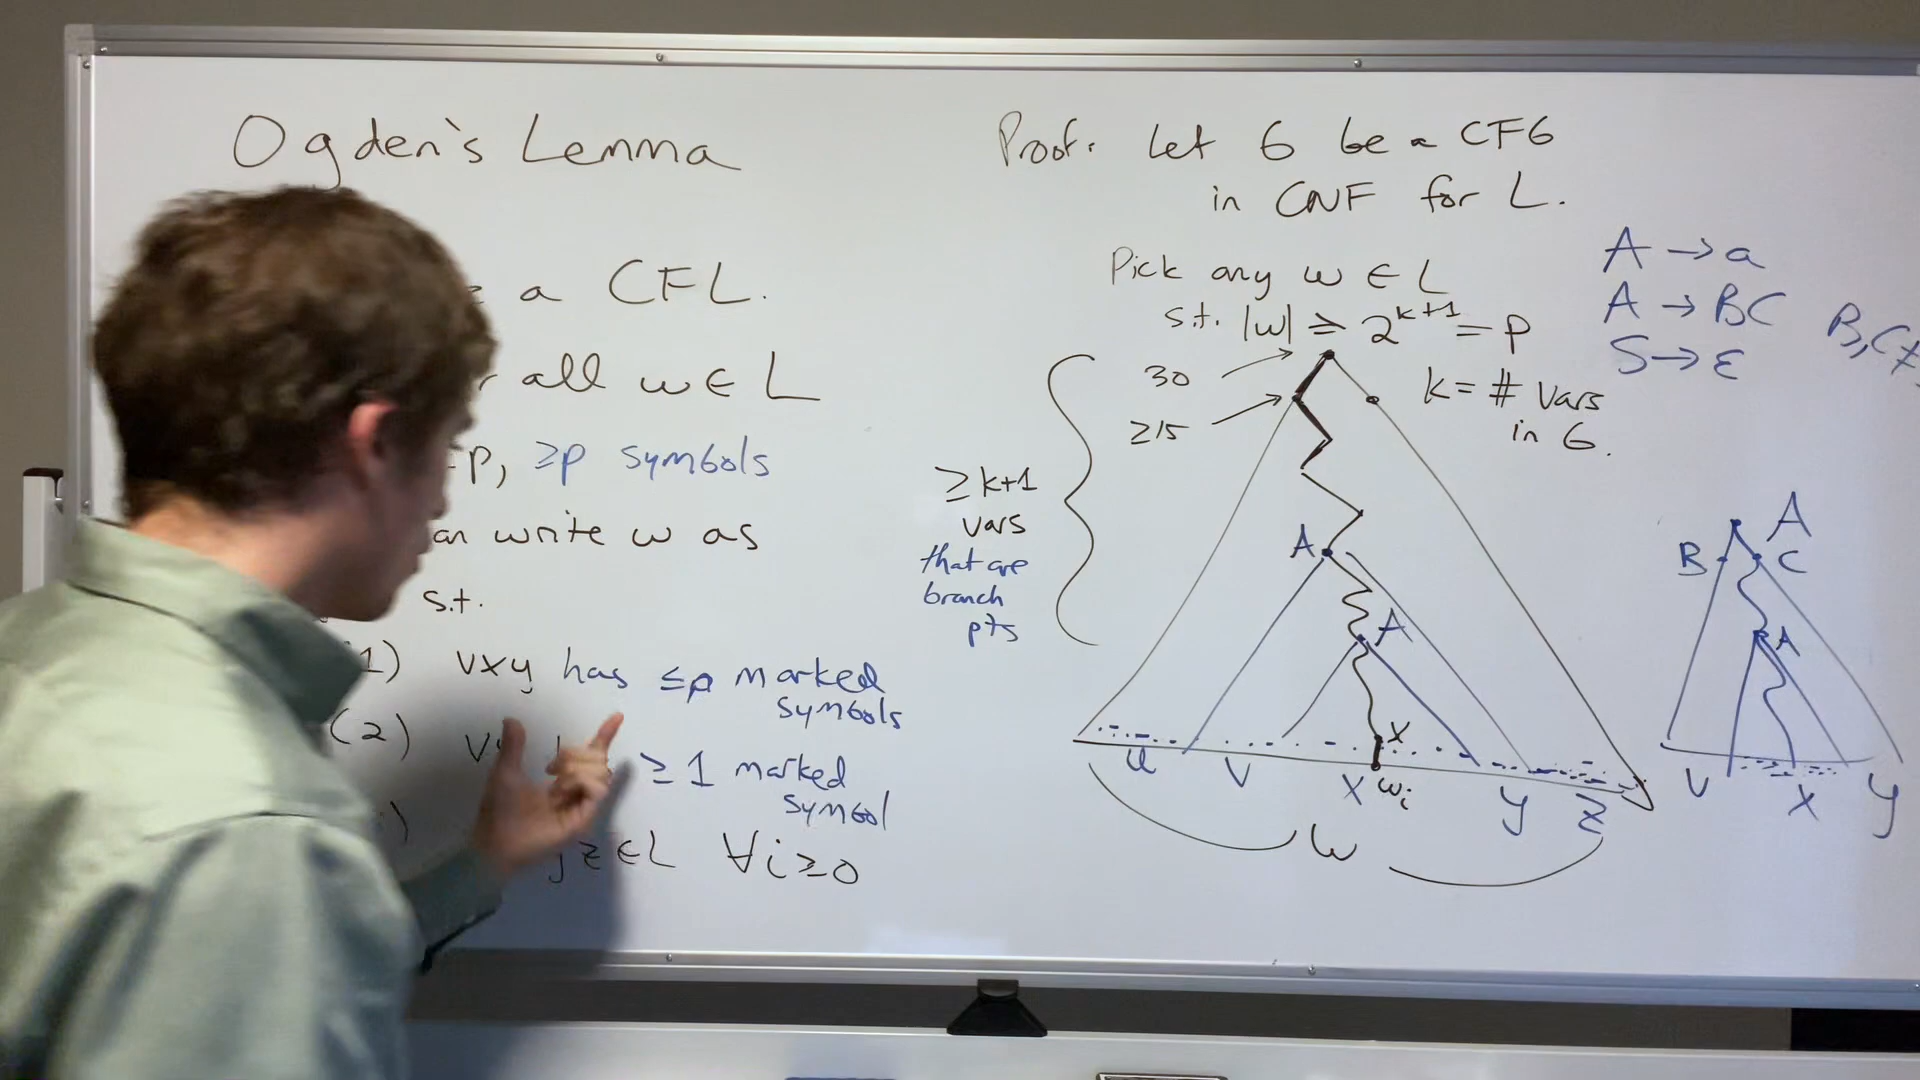 Ogden's Lemma
a CFL.
all w ∈ L
p, ≥p symbols
write w as
s.t.
1) vxy has ≤p marked
symbols
(2) ≥1 marked
symbol
z ∈ L ∀i≥0
Proof. Let G be a CFG
in CNF for L.
Pick any w ∈ L
s.t. |w| ≥ 2^{k+1} = p
k = # vars
in G.
30
≥15
≥k+1
vars
that are
branch
pts
A
A
x
u v x wᵢ y z
w
A → a
A → BC
S → ε
A
B C
A
v x y